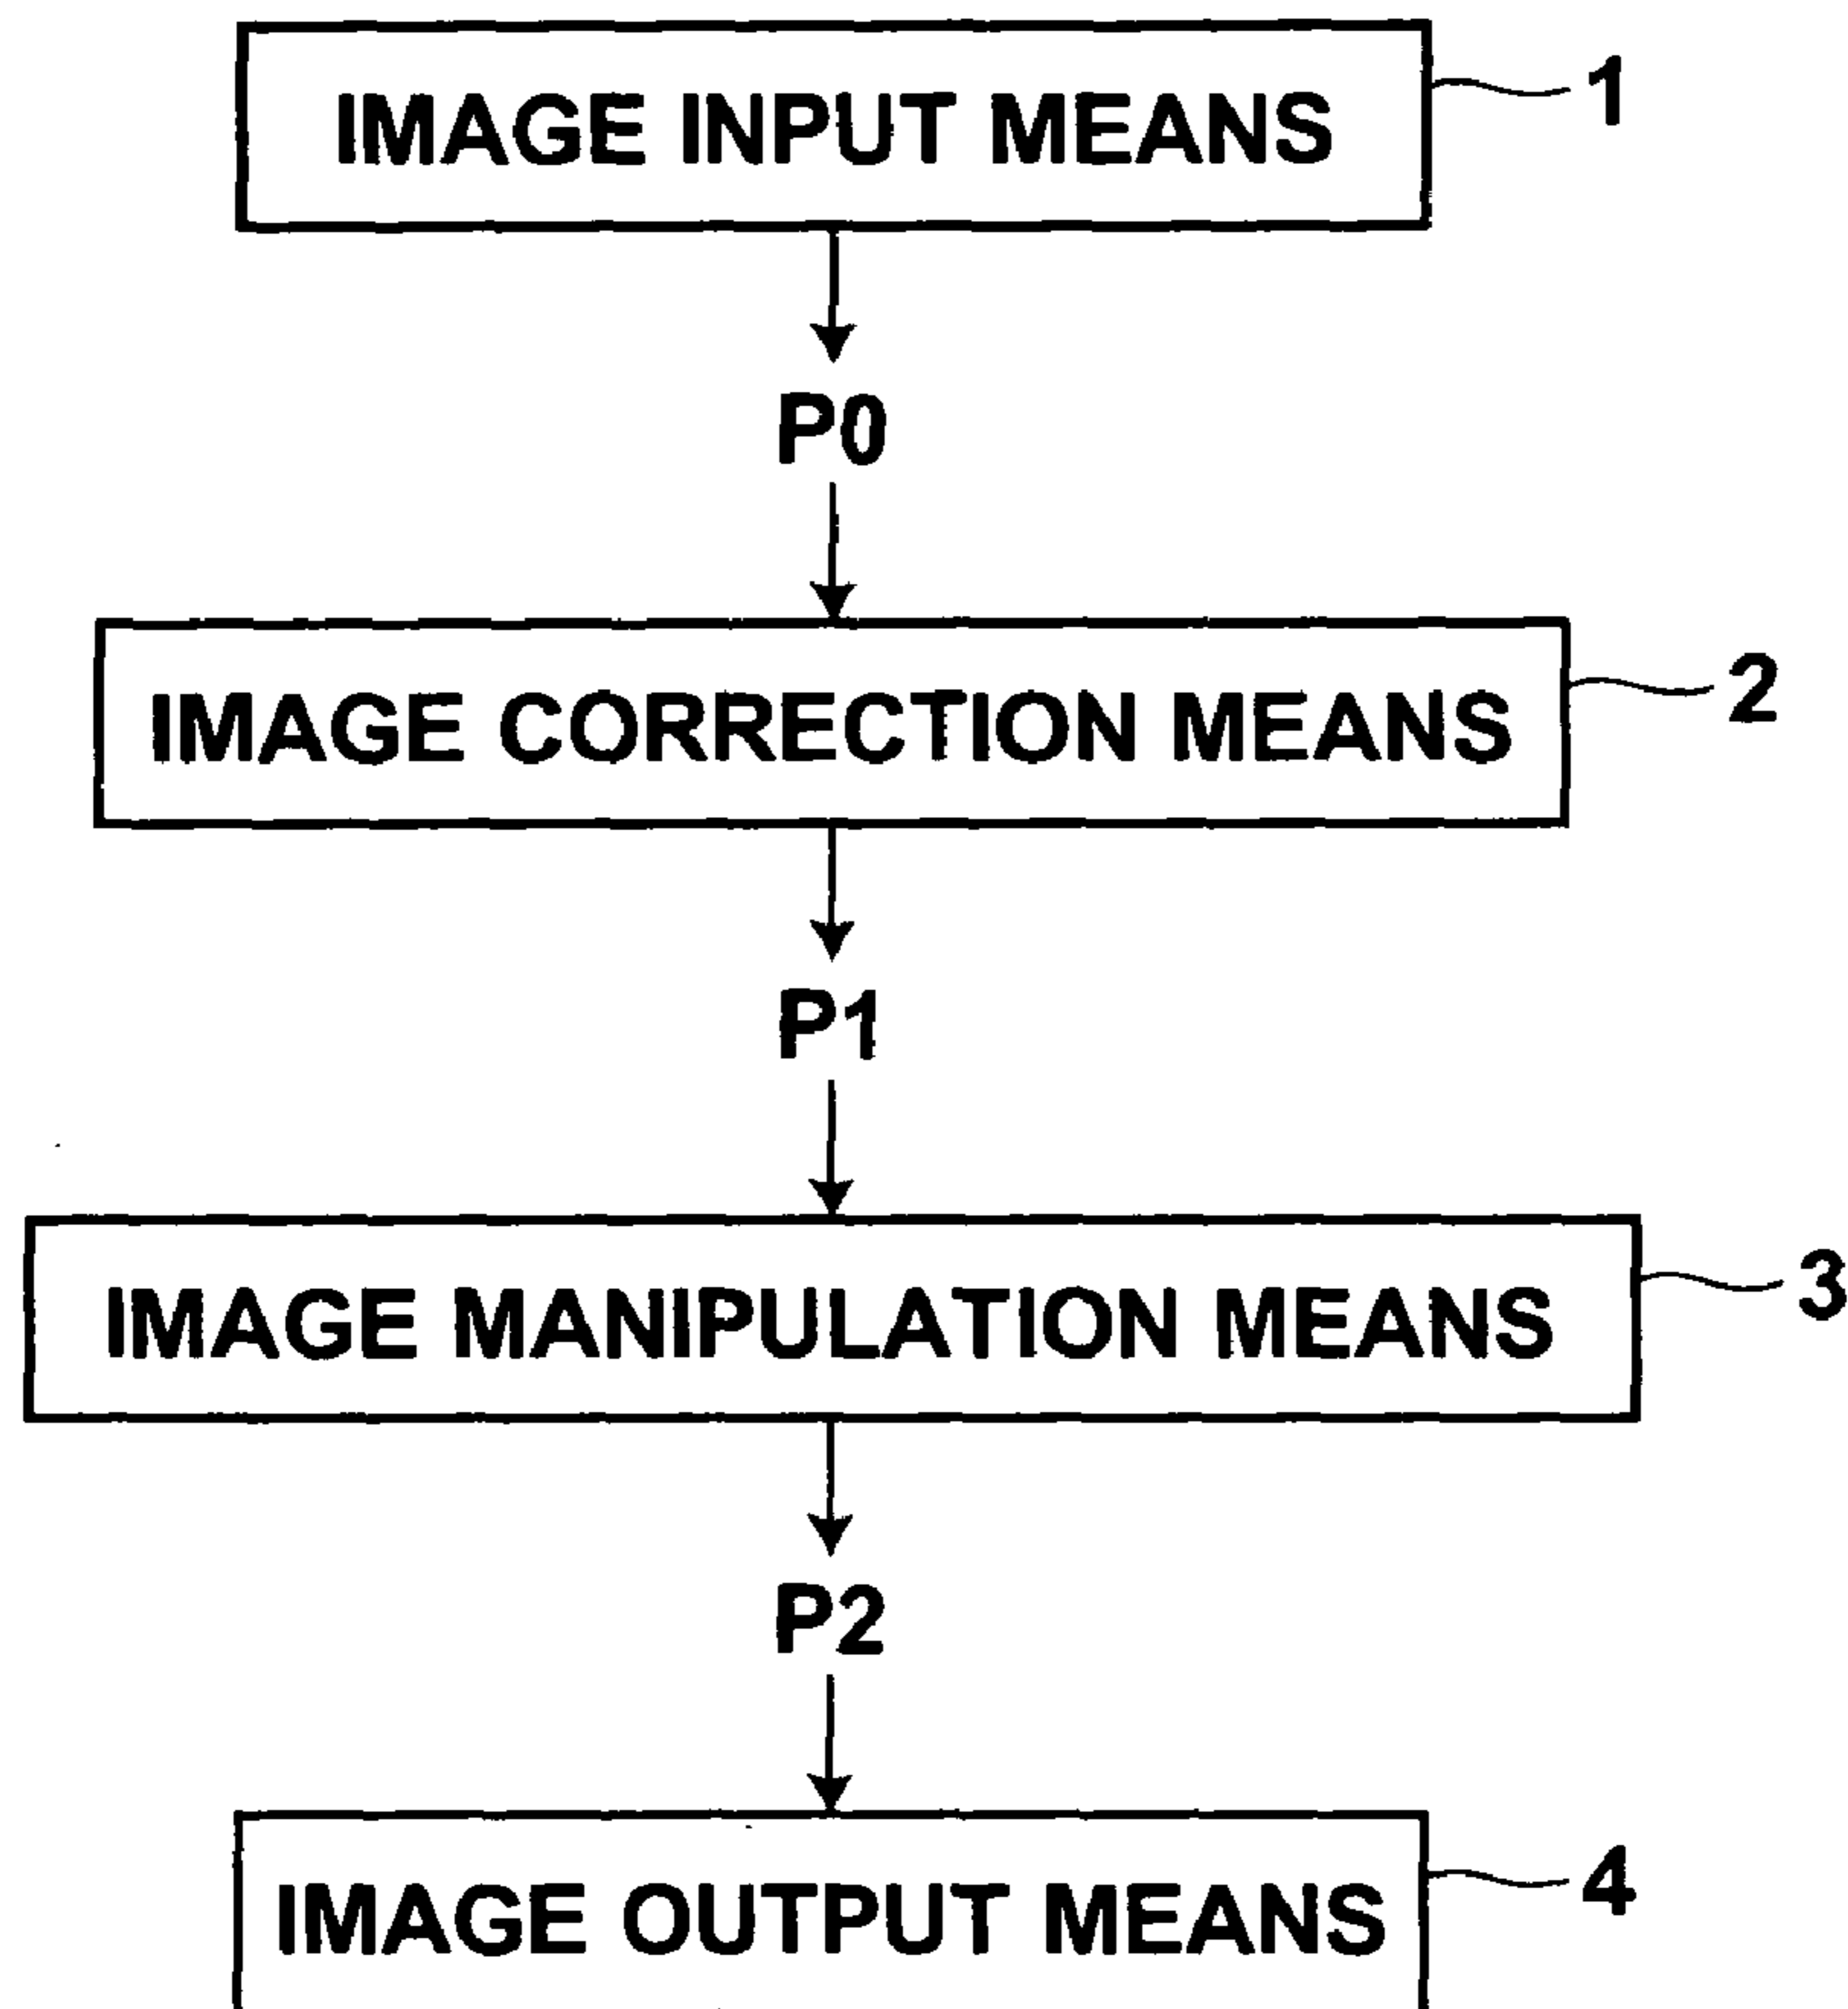 IMAGE INPUT MEANS
1
P0
IMAGE CORRECTION MEANS
2
P1
IMAGE MANIPULATION MEANS
3
P2
IMAGE OUTPUT MEANS
4